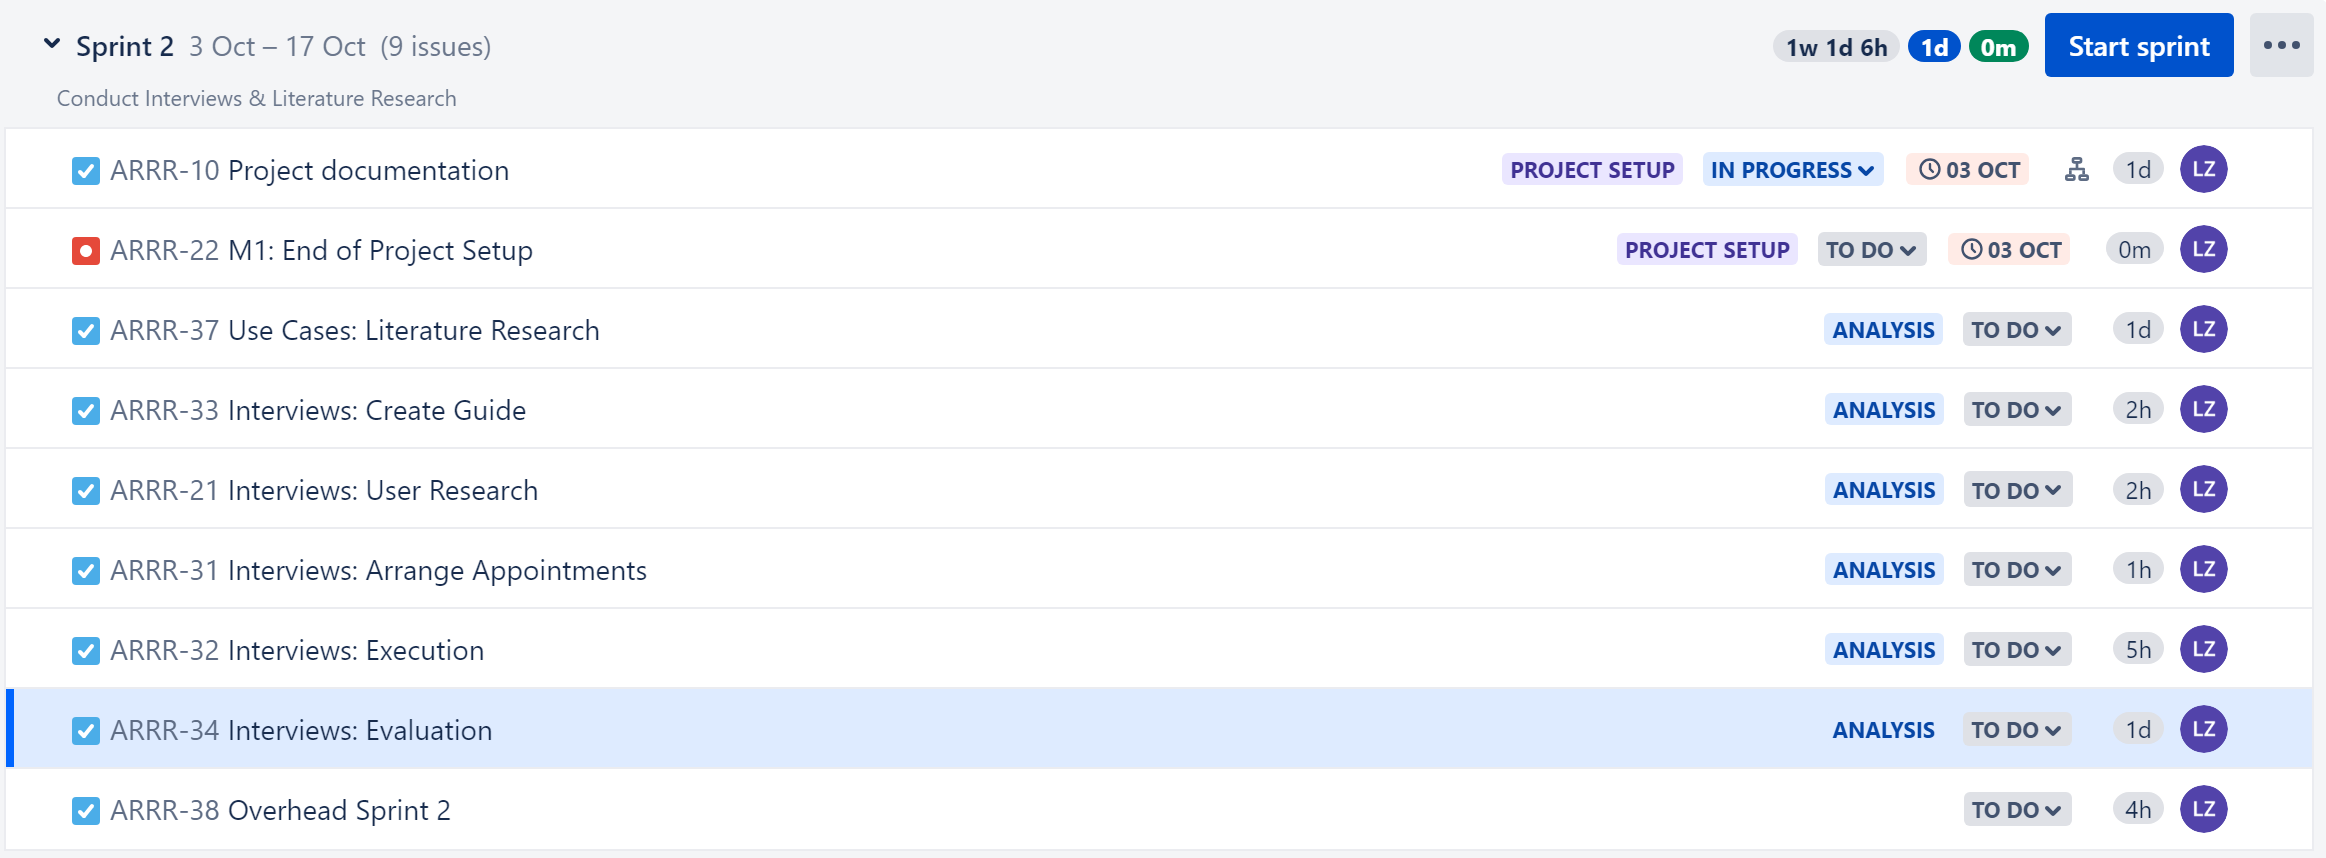 Sprint 2 3 Oct – 17 Oct (9 issues) 1w 1d 6h 1d 0m Start sprint
Conduct Interviews & Literature Research
ARRR-10 Project documentation PROJECT SETUP IN PROGRESS 03 OCT 1d LZ
ARRR-22 M1: End of Project Setup PROJECT SETUP TO DO 03 OCT 0m LZ
ARRR-37 Use Cases: Literature Research ANALYSIS TO DO 1d LZ
ARRR-33 Interviews: Create Guide ANALYSIS TO DO 2h LZ
ARRR-21 Interviews: User Research ANALYSIS TO DO 2h LZ
ARRR-31 Interviews: Arrange Appointments ANALYSIS TO DO 1h LZ
ARRR-32 Interviews: Execution ANALYSIS TO DO 5h LZ
ARRR-34 Interviews: Evaluation ANALYSIS TO DO 1d LZ
ARRR-38 Overhead Sprint 2 TO DO 4h LZ